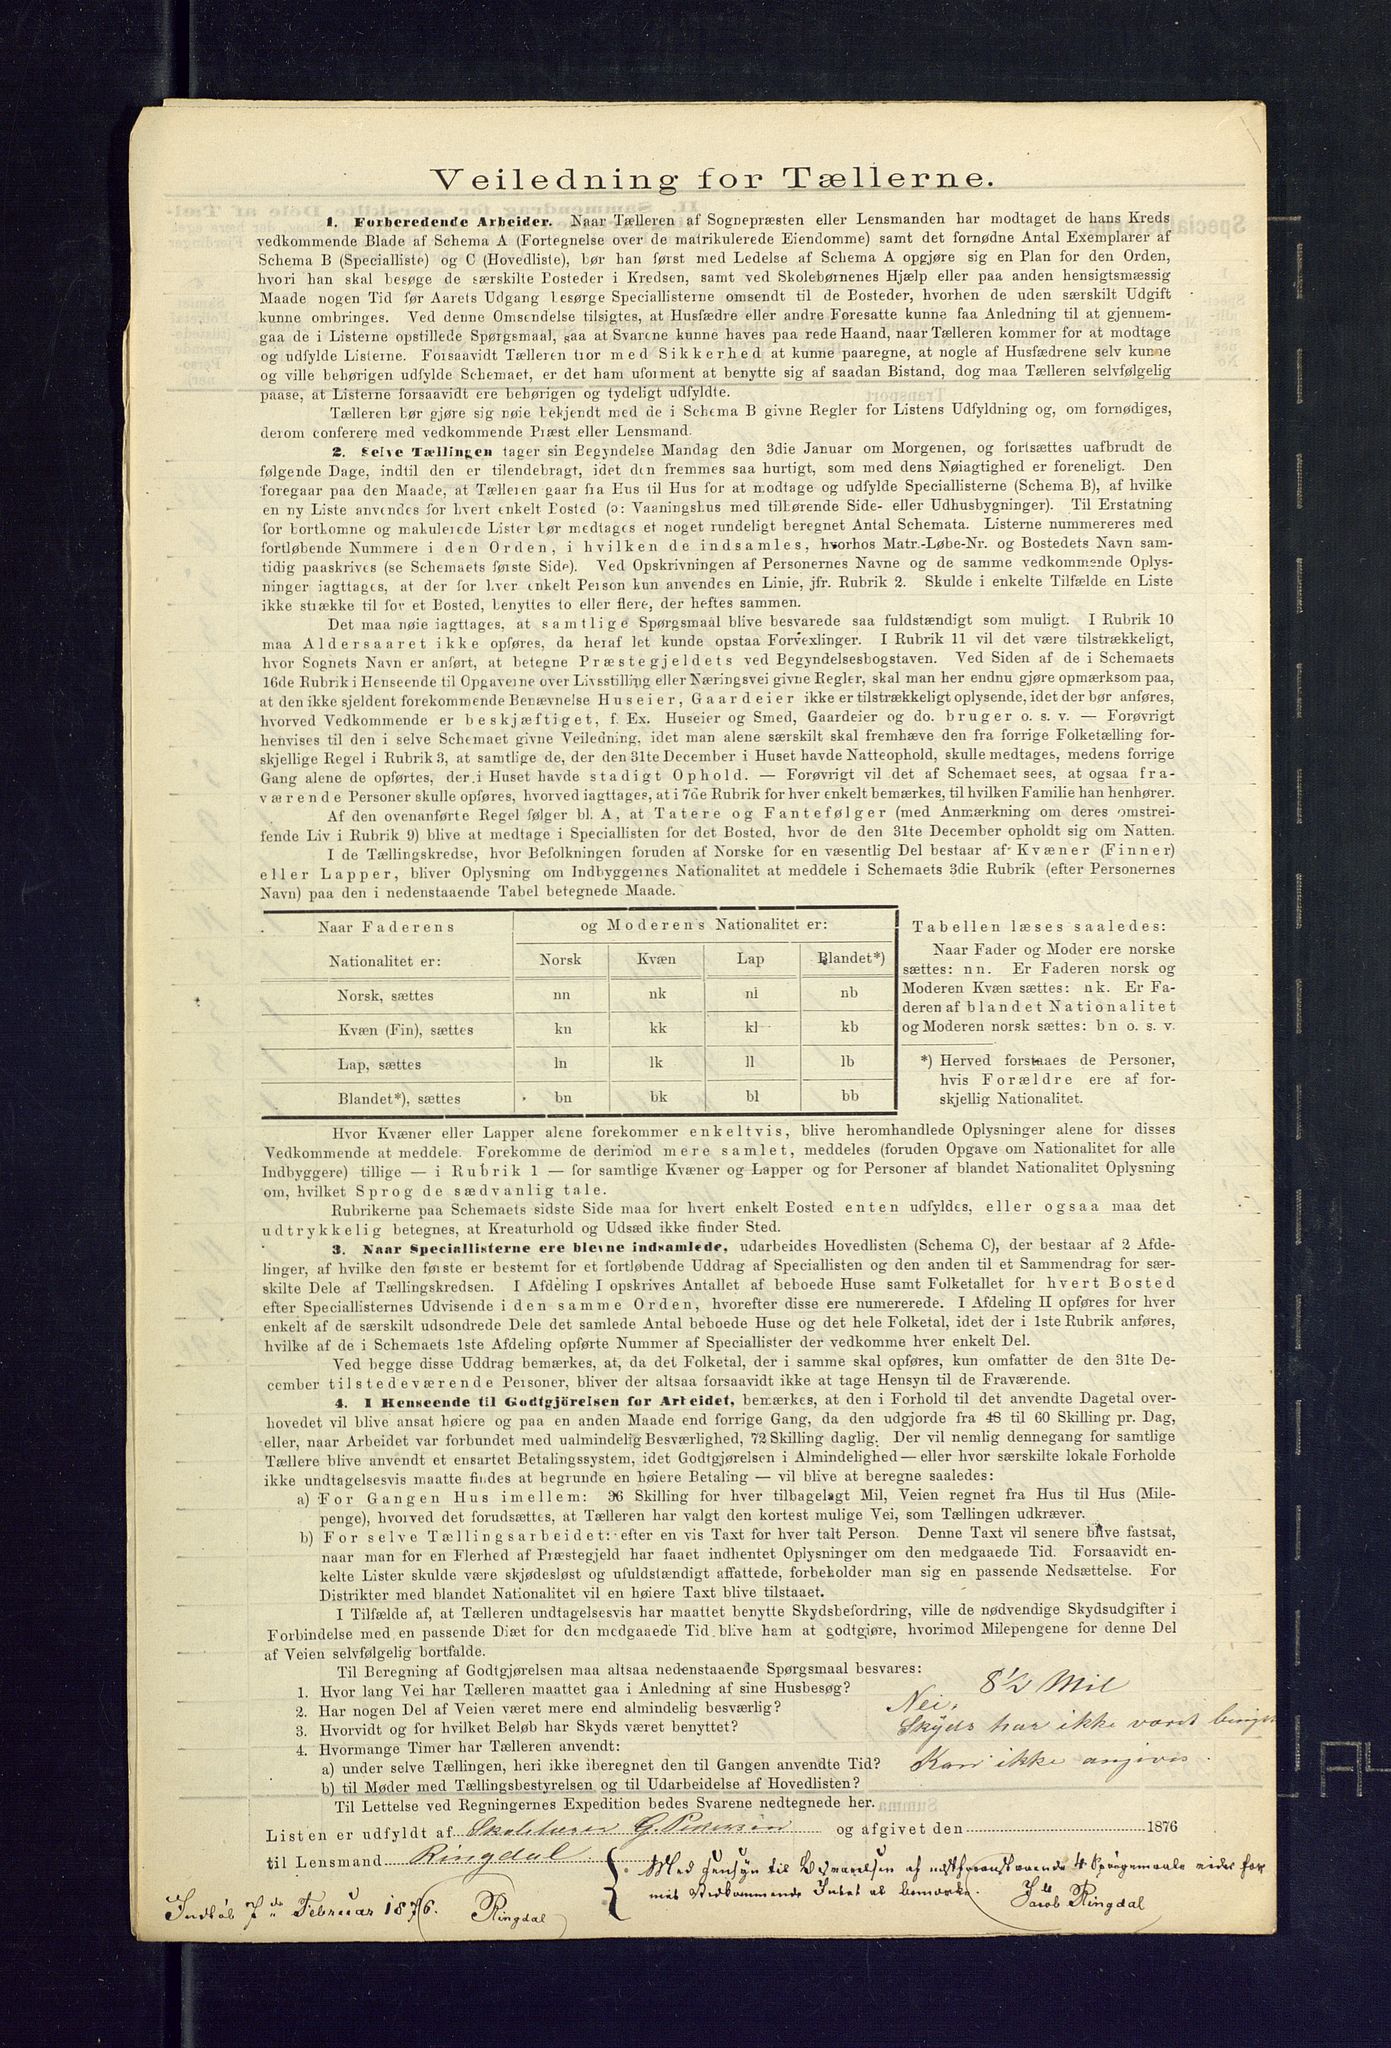 Veiledning for Tællerne.
1. Forberedende Arbeider. Naar Tælleren af Sognepræsten eller Lensmanden har modtaget de hans Kreds
vedkommende Blade af Schema A (Fortegnelse over de matrikulerede Eiendomme) samt det fornødne Antal Exemplarer af
Schema B (Specialliste) og C (Hovedliste), bør han først med Ledelse af Schema A opgjøre sig en Plan for den Orden,
hvori han skal besøge de særskilte Bosteder i Kredsen, samt ved Skolebørnenes Hjælp eller paa anden hensigtsmæssig
Maade nogen Tid før Aarets Udgang besørge Speciallisterne omsendt til de Bosteder, hvorhen de uden særskilt Udgift
kunne ombringes. Ved denne Omsendelse tilsigtes, at Husfædre eller andre Foresatte kunne faa Anledning til at gjennem-
gaa de i Listerne opstillede Spørgsmaal, saa at Svarene kunne haves paa rede Haand, naar Tælleren kommer for at modtage
og udfylde Listerne. Forsaavidt Tælleren tror med Sikkerhed at kunne paaregne, at nogle af Husfædrene selv kunne
og ville behørigen udfylde Schemaet, er det ham uforment at benytte sig af saadan Bistand, dog maa Tælleren selvfølgelig
paase, at Listerne forsaavidt ere behørigen og tydeligt udfyldte.
Tælleren bør gjøre sig nøie bekjendt med de i Schema B givne Regler for Listens Udfyldning og, om fornødiges,
derom conferere med vedkommende Præst eller Lensmand.
2. Selve Tællingen tager sin Begyndelse Mandag den 3die Januar om Morgenen, og fortsættes uafbrudt de
følgende Dage, indtil den er tilendebragt, idet den fremmes saa hurtigt, som med dens Nøiagtighed er foreneligt. Den
foregaar paa den Maade, at Tælleren gaar fra Hus til Hus for at modtage og udfylde Speciallisterne (Schema B), af hvilke
en ny Liste anvendes for hvert enkelt Bosted (ɔ: Vaaningshus med tilhørende Side- eller Udhusbygninger). Til Erstatning
for bortkomne og makulerede Lister bør medtages et noget rundeligt beregnet Antal Schemata. Listerne nummereres med
fortløbende Nummere i den Orden, i hvilken de indsamles, hvorhos Matr.-Løbe-Nr. og Bostedets Navn sam-
tidig paaskrives (se Schemaets første Side). Ved Opskrivningen af Personernes Navne og de samme vedkommende Oplys-
ninger iagttages, at der for hver enkelt Person kun anvendes en Linie, jfr. Rubrik 2. Skulde i enkelte Tilfælde en Liste
ikke strække til for et Bosted, benyttes to eller flere, der heftes sammen.
Det maa nøie iagttages, at samtlige Spørgsmaal blive besvarede saa fuldstændigt som muligt. I Rubrik 10
maa Aldersaaret ikke opføres, da heraf let kunde opstaa Forvexlinger. I Rubrik 11 vil det være tilstrækkeligt,
hvor Sognets Navn er anført, at betegne Præstegjeldets ved Begyndelsesbogstaven. Ved Siden af de i Schemaets
16de Rubrik i Henseende til Opgaverne over Livsstilling eller Næringsvei givne Regler, skal man her endnu gjøre opmærksom paa,
at den ikke sjeldent forekommende Benævnelse Huseier, Gaardeier ikke er tilstrækkeligt oplysende, idet der bør anføres,
hvorved Vedkommende er beskjæftiget, f. Ex. Huseier og Smed, Gaardeier og do. bruger o. s. v. — Forøvrigt
henvises til den i selve Schemaet givne Veiledning, idet man alene særskilt skal fremhæve den fra forrige Folketælling for-
skjellige Regel i Rubrik 3, at samtlige de, der den 31te December i Huset havde Natteophold, skulle medtages, medens forrige
Gang alene de opførtes, der i Huset havde stadigt Ophold. — Forøvrigt vil det af Schemaet sees, at ogsaa fra-
værende Personer skulle opføres, hvorved iagttages, at i 7de Rubrik for hver enkelt bemærkes, til hvilken Familie han henhører.
Af den ovenanførte Regel følger bl. A, at Tatere og Fantefølger (med Anmærkning om deres omstrei-
fende Liv i Rubrik 9) blive at medtage i Speciallisten for det Bosted, hvor de den 31te December opholdt sig om Natten.
I de Tællingskredse, hvor Befolkningen foruden af Norske for en væsentlig Del bestaar af Kvæner (Finner)
eller Lapper, bliver Oplysning om Indbyggernes Nationalitet at meddele i Schemaets 3die Rubrik (efter Personernes
Navn) paa den i nedenstaaende Tabel betegnede Maade.
Naar Faderens og Moderens Nationalitet er:
Nationalitet er: Norsk Kvæn Lap Blandet*)
Norsk, sættes nn nk nl nb
Kvæn (Fin), sættes kn kk kl kb
Lap, sættes ln lk ll lb
Blandet*), sættes bn bk bl bb
Tabellen læses saaledes:
Naar Fader og Moder ere norske
sættes: nn. Er Faderen norsk og
Moderen Kvæn sættes: nk. Er Fa-
deren af blandet Nationalitet
og Moderen norsk sættes: bn o. s. v.
*) Herved forstaaes de Personer,
hvis Forældre ere af for-
skjellig Nationalitet.
Hvor Kvæner eller Lapper alene forekommer enkeltvis, blive heromhandlede Oplysninger alene for disses
Vedkommende at meddele. Forekomme de derimod mere samlet, meddeles (foruden Opgave om Nationalitet for alle
Indbyggere) tillige — i Rubrik 1 — for samtlige Kvæner og Lapper og for Personer af blandet Nationalitet Oplysning
om, hvilket Sprog de sædvanlig tale.
Rubrikerne paa Schemaets sidste Side maa for hvert enkelt Bosted enten udfyldes, eller ogsaa maa det
udtrykkelig betegnes, at Kreaturhold og Udsæd ikke finder Sted.
3. Naar Speciallisterne ere blevne indsamlede, udarbeides Hovedlisten (Schema C), der bestaar af 2 Afde-
linger, af hvilke den første er bestemt for et fortløbende Uddrag af Speciallisten og den anden til et Sammendrag for sær-
skilte Dele af Tællingskredsen. I Afdeling I opskrives Antallet af beboede Huse samt Folketallet for hvert Bosted
efter Speciallisternes Udvisende i den samme Orden, hvorefter disse ere numererede. I Afdeling II opføres for hver
enkelt af de særskilt udsondrede Dele det samlede Antal beboede Huse og det hele Folketal, idet der i 1ste Rubrik anføres,
hvilke af de i Schemaets 1ste Afdeling opførte Nummer af Speciallister der vedkomme hver enkelt Del.
Ved begge disse Uddrag bemærkes, at, da det Folketal, der i samme skal opføres, kun omfatter de den 31te De-
cember tilstedeværende Personer, bliver der altsaa forsaavidt ikke at tage Hensyn til de Fraværende.
4. I Henseende til Godtgjörelsen for Arbeidet, bemærkes, at den i Forhold til det anvendte Dagetal over-
hovedet vil blive ansat høiere og paa en anden Maade end forrige Gang, da den udgjorde fra 48 til 60 Skilling pr. Dag,
eller, naar Arbeidet var forbundet med ualmindelig Besværlighed, 72 Skilling daglig. Der vil nemlig dennegang for samtlige
Tællere blive anvendt et ensartet Betalingssystem, idet Godtgjørelsen i Almindelighed — eller hvor særskilte lokale Forholde
ikke undtagelsesvis maatte findes at begrunde en høiere Betaling — vil blive at beregne saaledes:
a) For Gangen Hus imellem: 36 Skilling for hver tilbagelagt Mil, Veien regnet fra Hus til Hus (Mile-
penge), hvorved det forudsættes, at Tælleren har valgt den kortest mulige Vei, som Tællingen udkræver.
b) For selve Tællingsarbeidet: efter en vis Taxt for hver talt Person. Denne Taxt vil senere blive fastsat,
naar man for en Flerhed af Præstegjeld har faaet indhentet Oplysninger om den medgaaede Tid. Forsaavidt en-
kelte Lister skulde være skjødesløst og ufuldstændigt affattede, forbeholder man sig en passende Nedsættelse. For
Distrikter med blandet Nationalitet vil en høiere Taxt blive tilstaaet.
I Tilfælde af, at Tælleren undtagelsesvis har maattet benytte Skydsbefordring, ville de nødvendige Skydsudgifter i
Forbindelse med en passende Diæt for den medgaaede Tid blive ham at godtgjøre, hvorimod Milepengene for denne Del
af Veien selvfølgelig bortfalde.
Til Beregning af Godtgjørelsen maa altsaa nedenstaaende Spørgsmaal besvares:
1. Hvor lang Vei har Tælleren maattet gaa i Anledning af sine Husbesøg? 8 1/2 Mil
2. Har nogen Del af Veien været mere end almindelig besværlig? Nei.
3. Hvorvidt og for hvilket Beløb har Skyds været benyttet? Skyds har ikke været
4. Hvormange Timer har Tælleren anvendt:
a) under selve Tællingen, heri ikke iberegnet den til Gangen anvendte Tid? Kan ikke angives.
b) til Møder med Tællingsbestyrelsen og til Udarbeidelse af Hovedlisten?
Til Lettelse ved Regningernes Expedition bedes Svarene nedtegnede her.
Listen er udfyldt af Skolelærer G. Pedersen og afgivet den 1876
til Lensmand Ringdal.
Med Hensyn til Besvarelsen af nestforanstaaende 4 Spørgemaale
Indkøb 7de Februar 1876. Ringdal
Jacob Ringdal